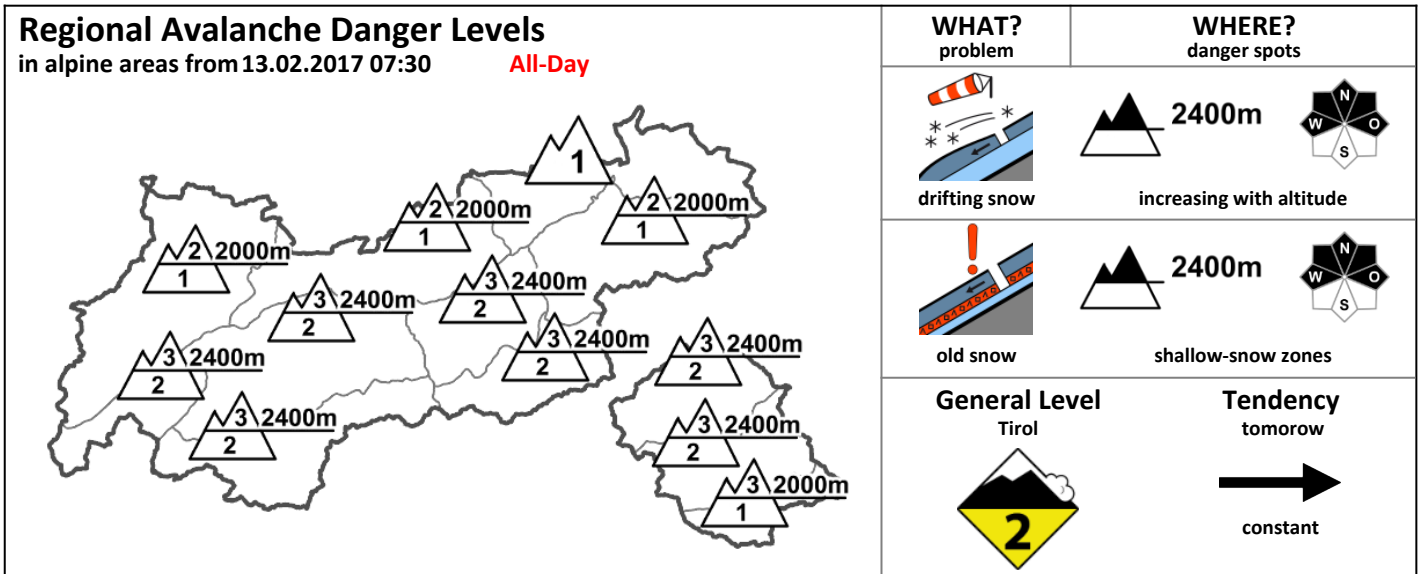 Regional Avalanche Danger Levels
in alpine areas from 13.02.2017 07:30 All-Day
1
2 2000m
1
2 2000m
1
2 2000m
1
3 2400m
2
3 2400m
2
3 2400m
2
3 2400m
2
3 2400m
2
3 2400m
2
3 2400m
2
3 2000m
1
WHAT?
problem
WHERE?
danger spots
2400m
N
W O
S
drifting snow
increasing with altitude
2400m
N
W O
S
old snow
shallow-snow zones
General Level
Tirol
2
Tendency
tomorow
constant